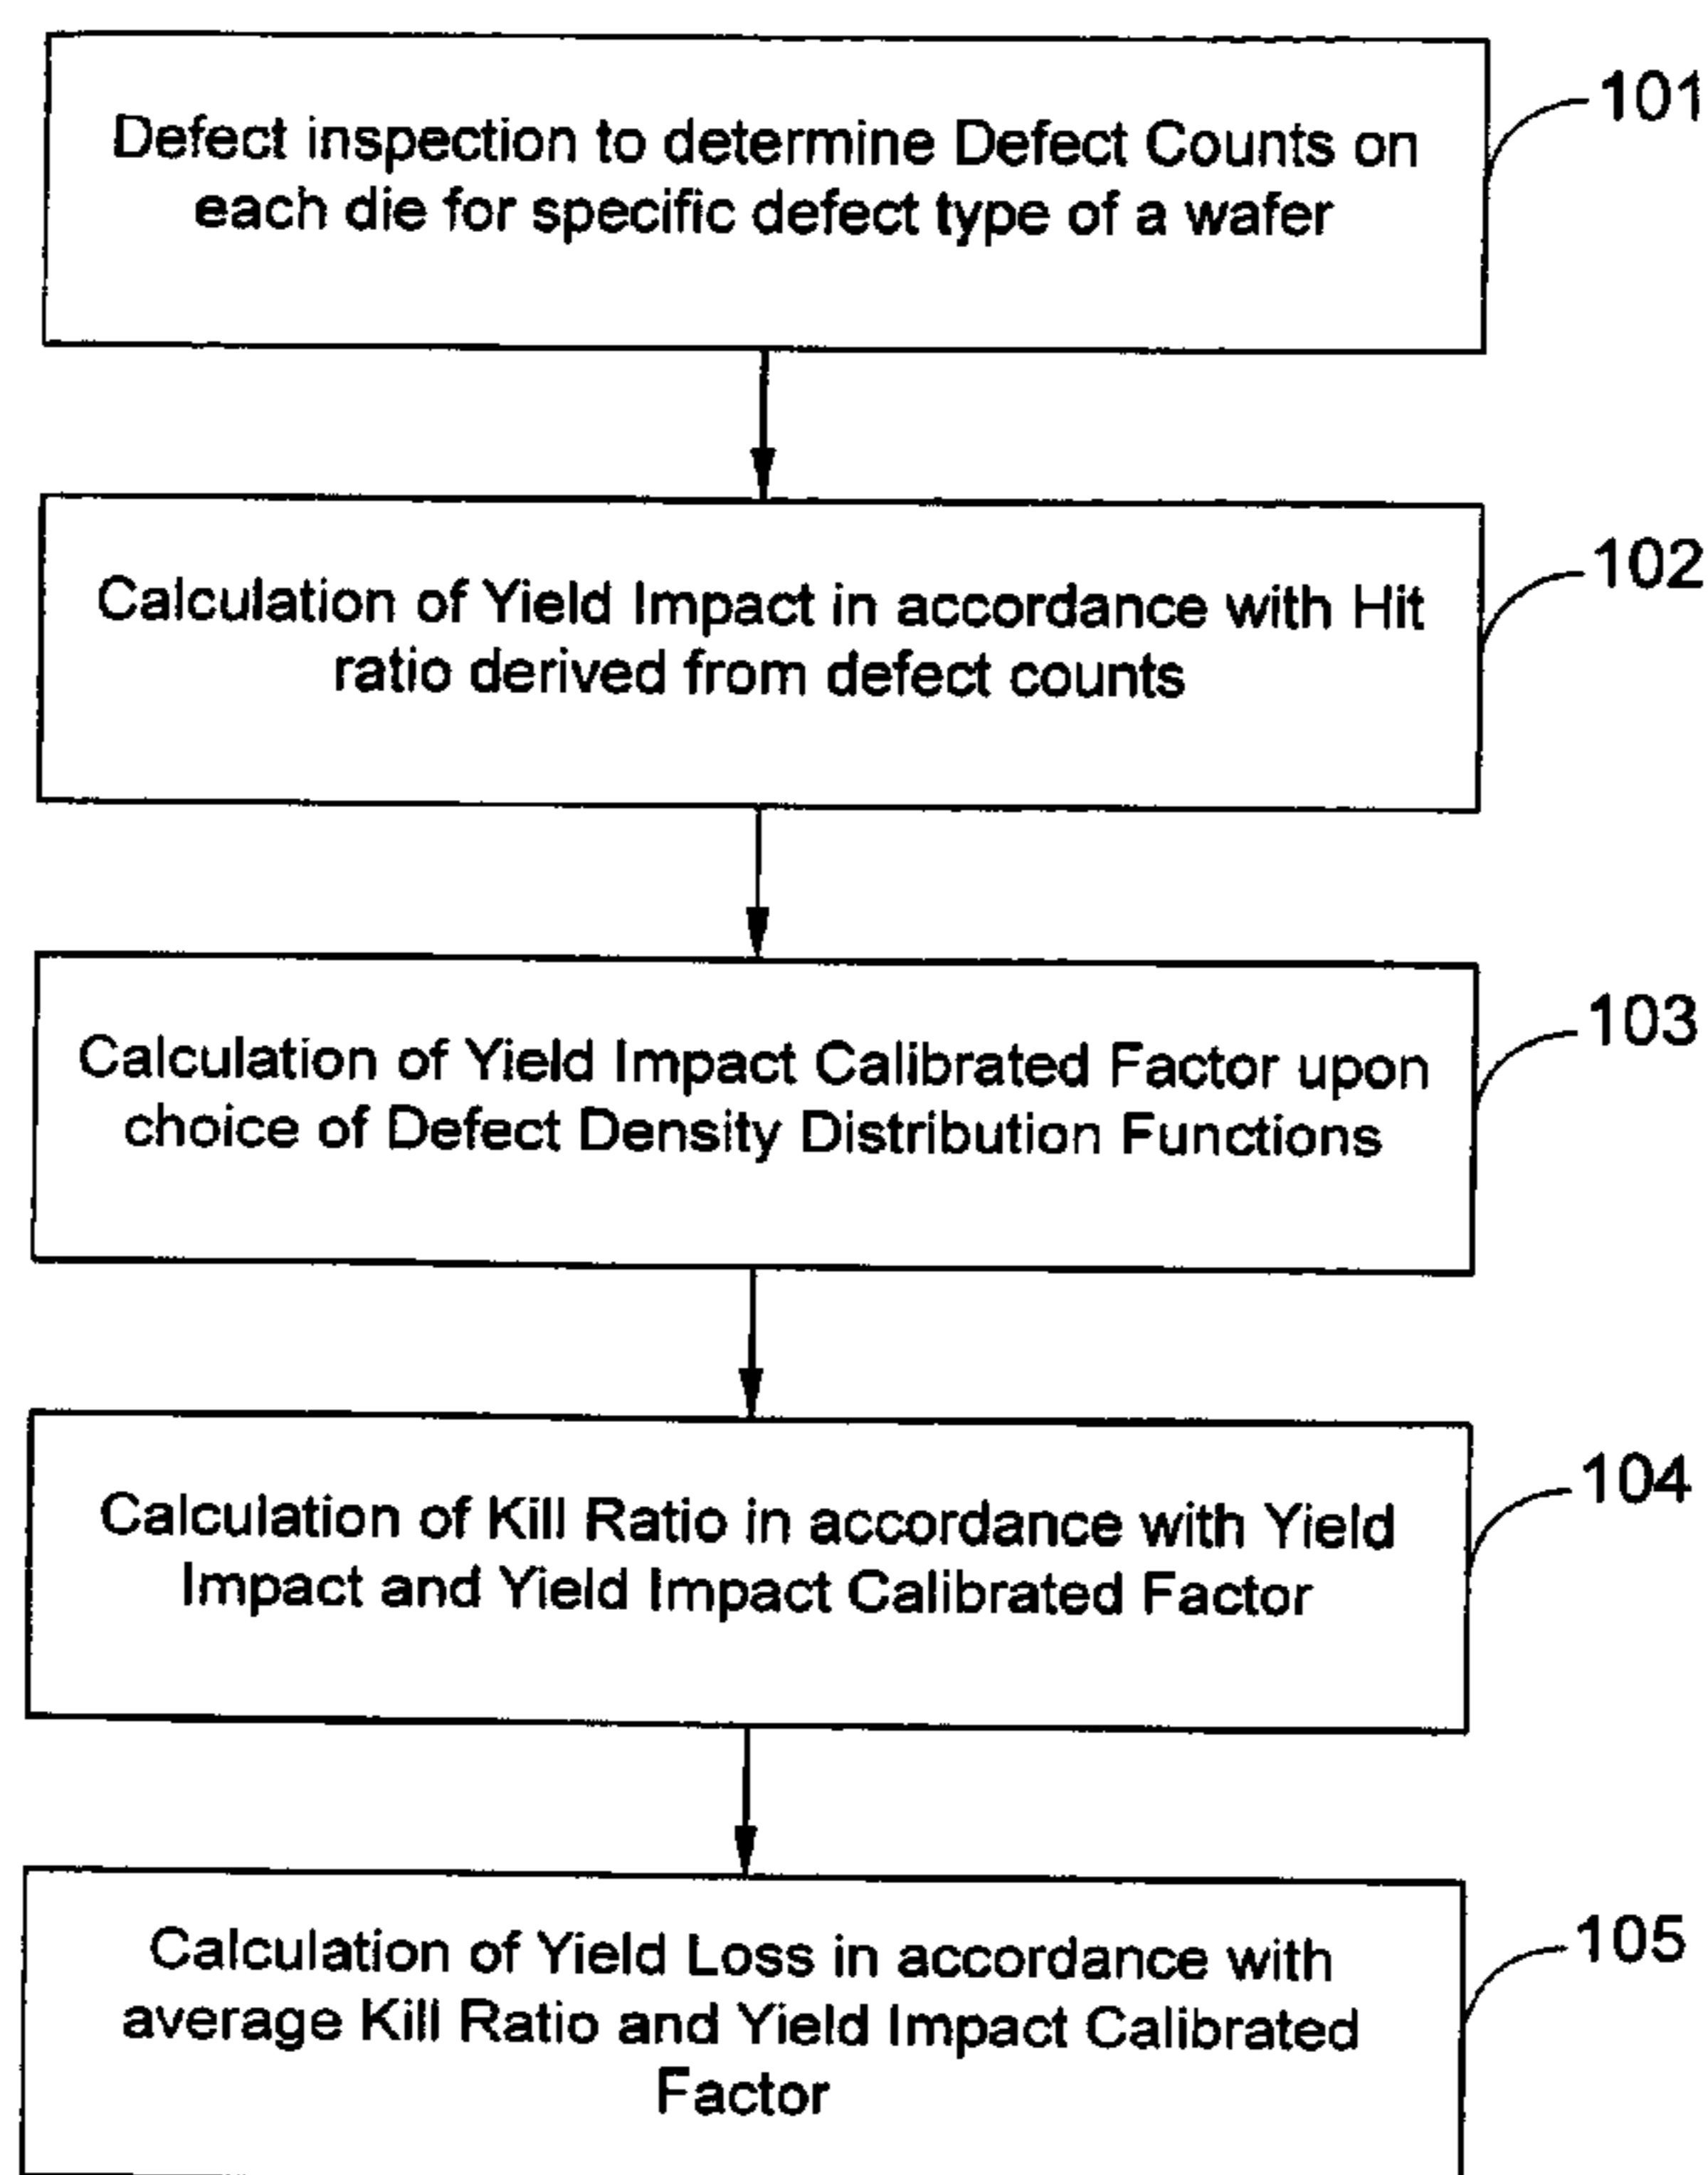 Defect inspection to determine Defect Counts on
each die for specific defect type of a wafer
101
Calculation of Yield Impact in accordance with Hit
ratio derived from defect counts
102
Calculation of Yield Impact Calibrated Factor upon
choice of Defect Density Distribution Functions
103
Calculation of Kill Ratio in accordance with Yield
Impact and Yield Impact Calibrated Factor
104
Calculation of Yield Loss in accordance with
average Kill Ratio and Yield Impact Calibrated
Factor
105